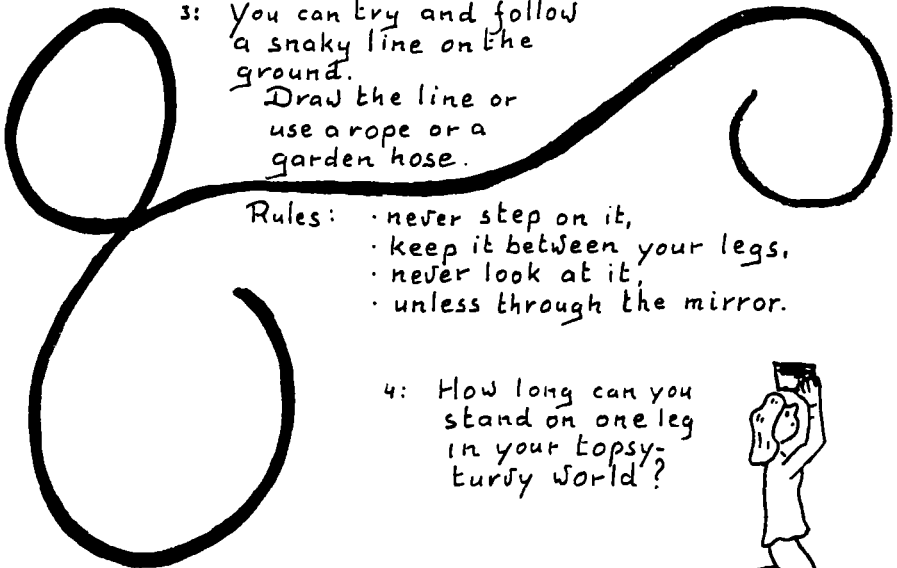 3: You can try and follow
a snaky line on the
ground.
Draw the line or
use a rope or a
garden hose.
Rules: · never step on it,
· keep it between your legs,
· never look at it,
· unless through the mirror.
4: How long can you
stand on one leg
in your topsy-
turvy world?